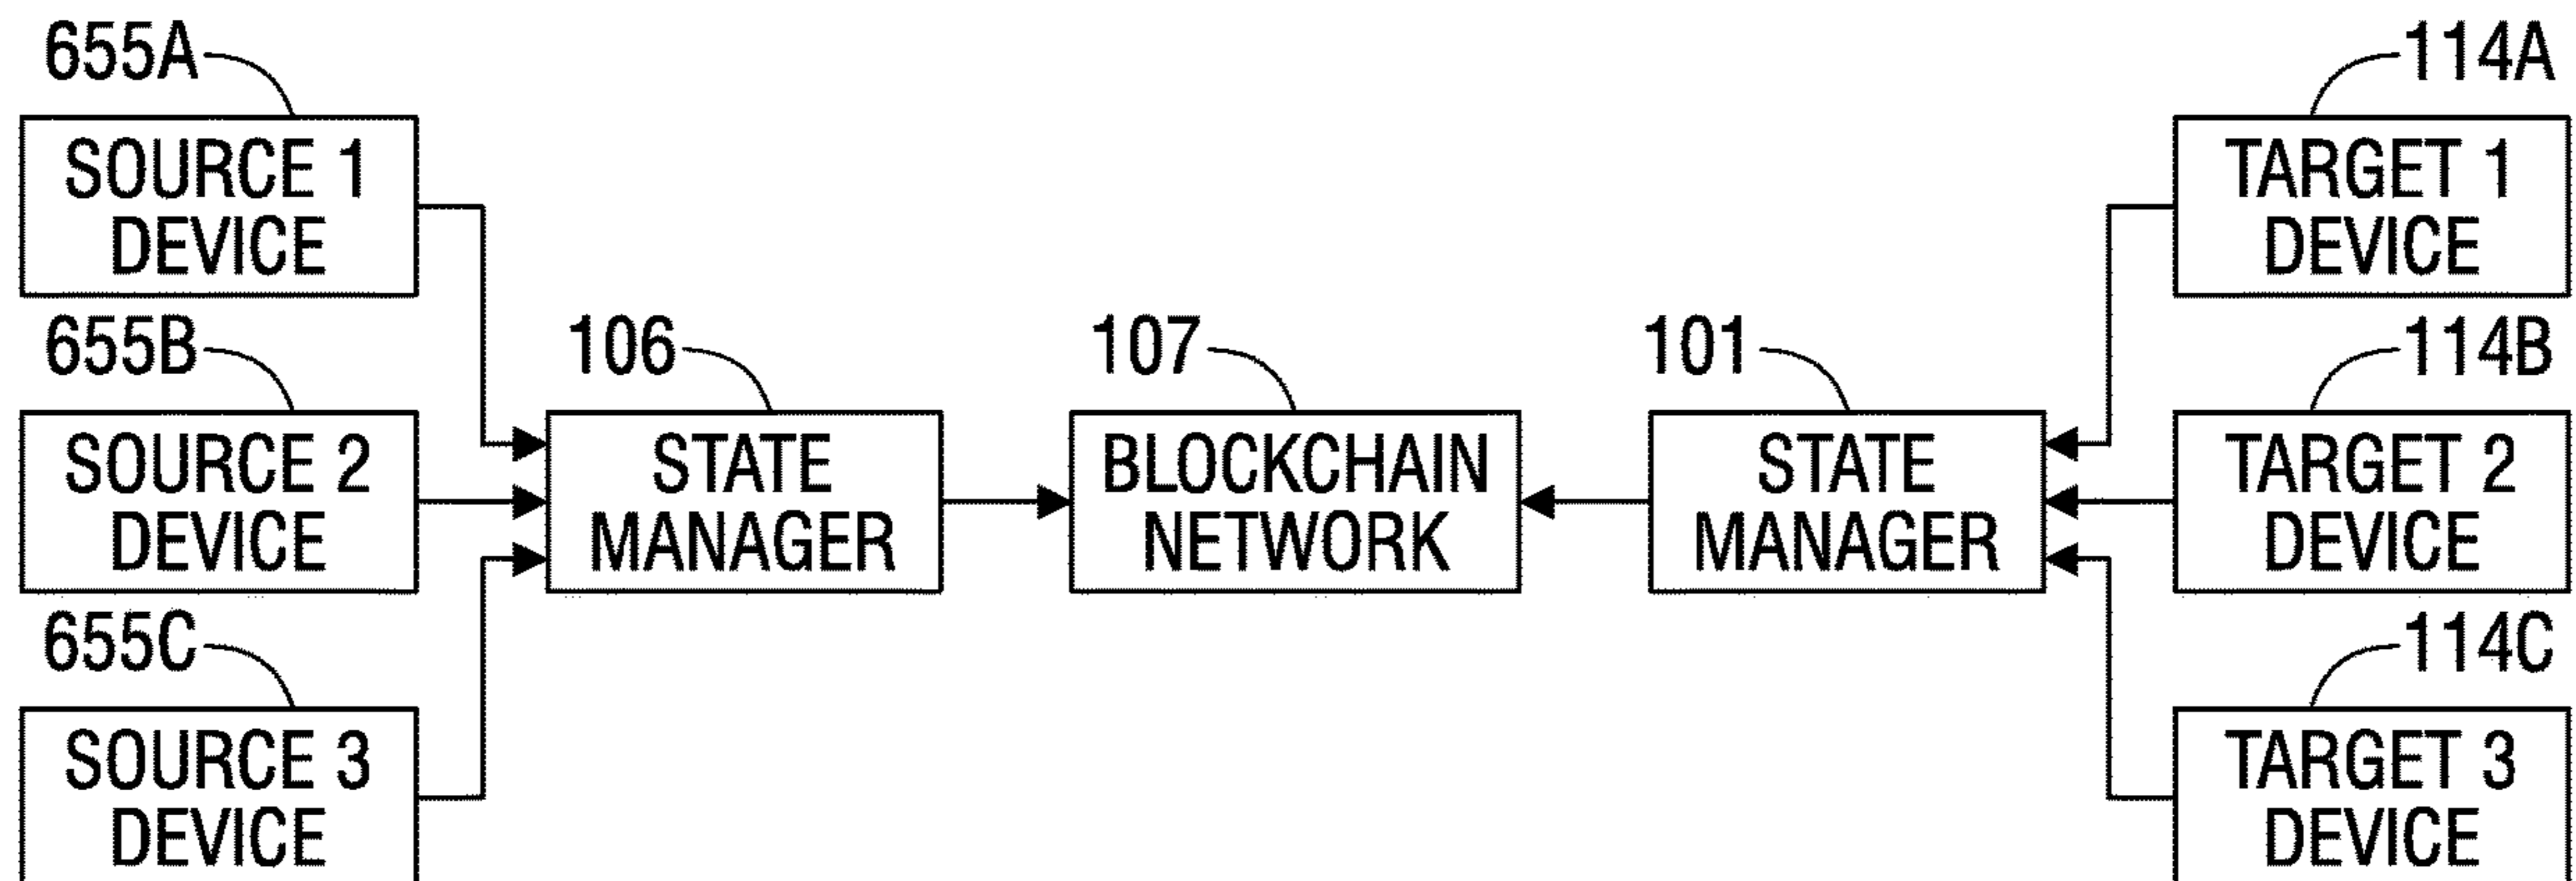 655A
114A
SOURCE 1
DEVICE
TARGET 1
DEVICE
655B
106
107
101
114B
SOURCE 2
DEVICE
STATE
MANAGER
BLOCKCHAIN
NETWORK
STATE
MANAGER
TARGET 2
DEVICE
655C
114C
SOURCE 3
DEVICE
TARGET 3
DEVICE